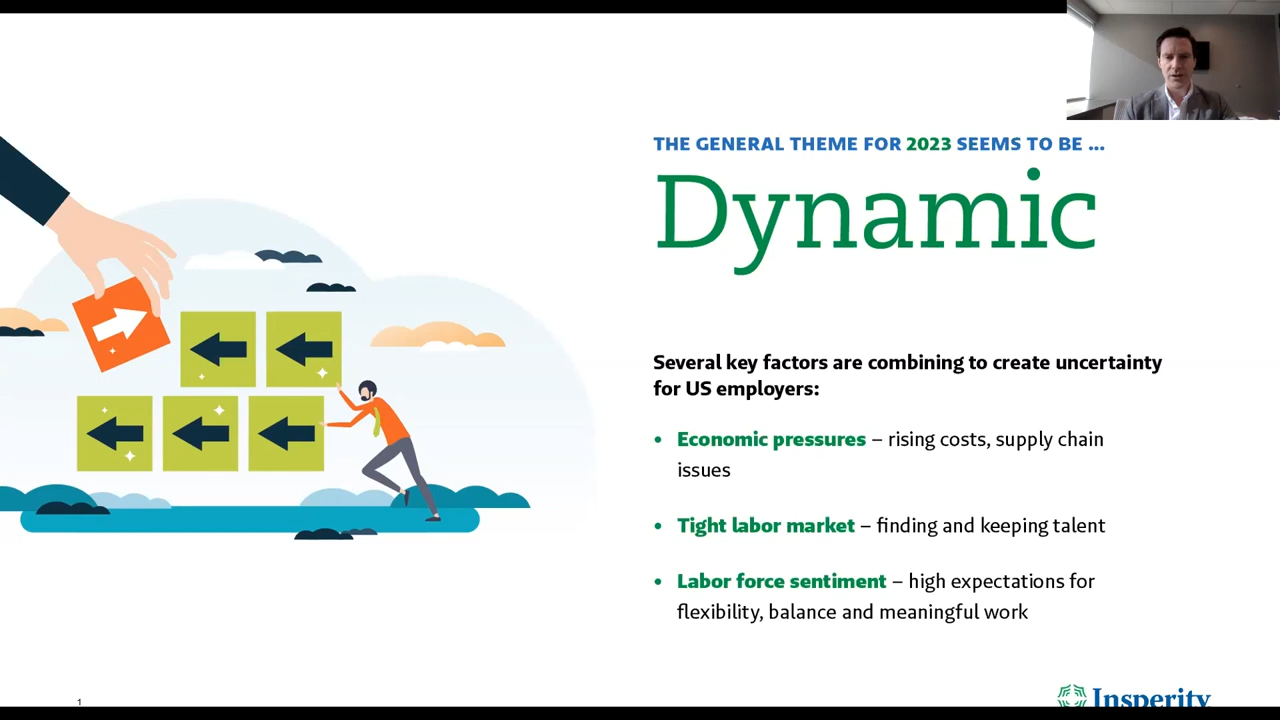 THE GENERAL THEME FOR 2023 SEEMS TO BE ...
Dynamic
Several key factors are combining to create uncertainty
for US employers:
• Economic pressures – rising costs, supply chain
issues
• Tight labor market – finding and keeping talent
• Labor force sentiment – high expectations for
flexibility, balance and meaningful work
1
Insperity